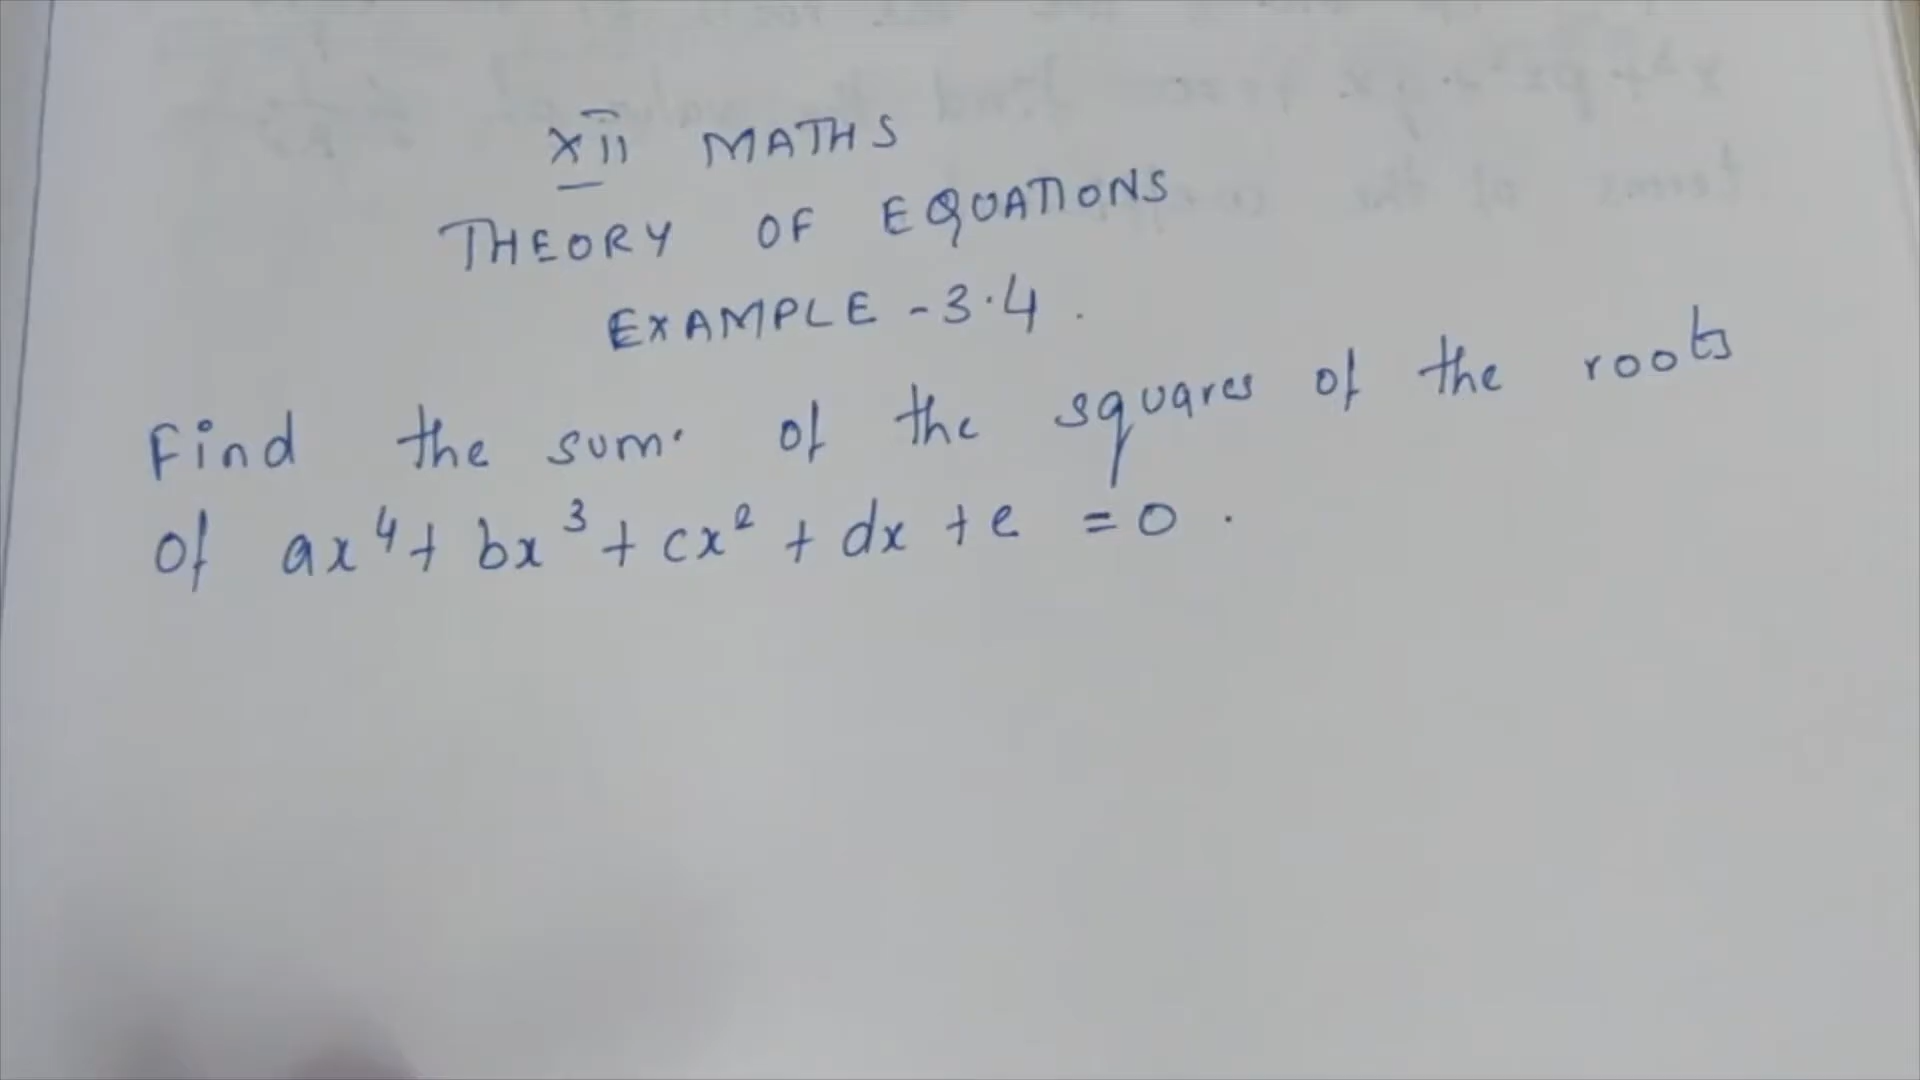 XII MATHS
THEORY OF EQUATIONS
EXAMPLE - 3.4.
Find the sum of the squares of the roots
of ax⁴ + bx³ + cx² + dx + e = 0.